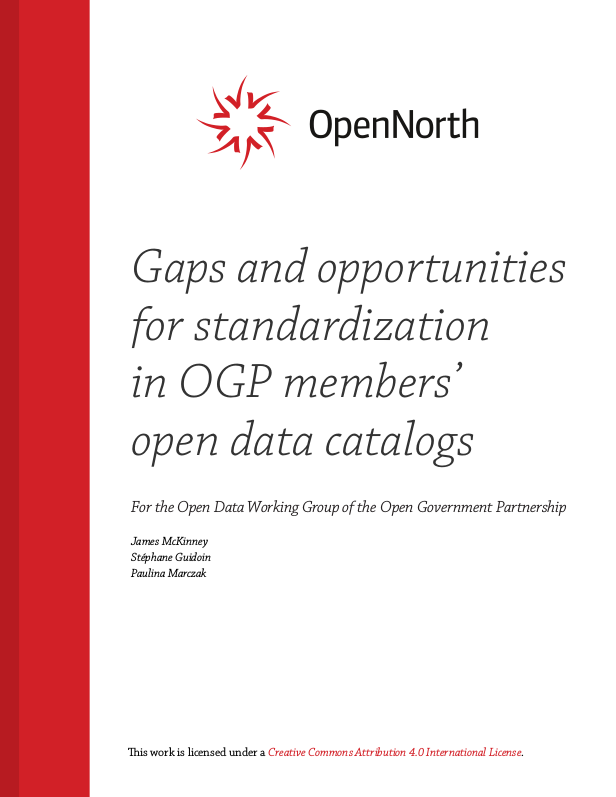 OpenNorth
Gaps and opportunities
for standardization
in OGP members’
open data catalogs
For the Open Data Working Group of the Open Government Partnership
James McKinney
Stéphane Guidoin
Paulina Marczak
This work is licensed under a Creative Commons Attribution 4.0 International License.